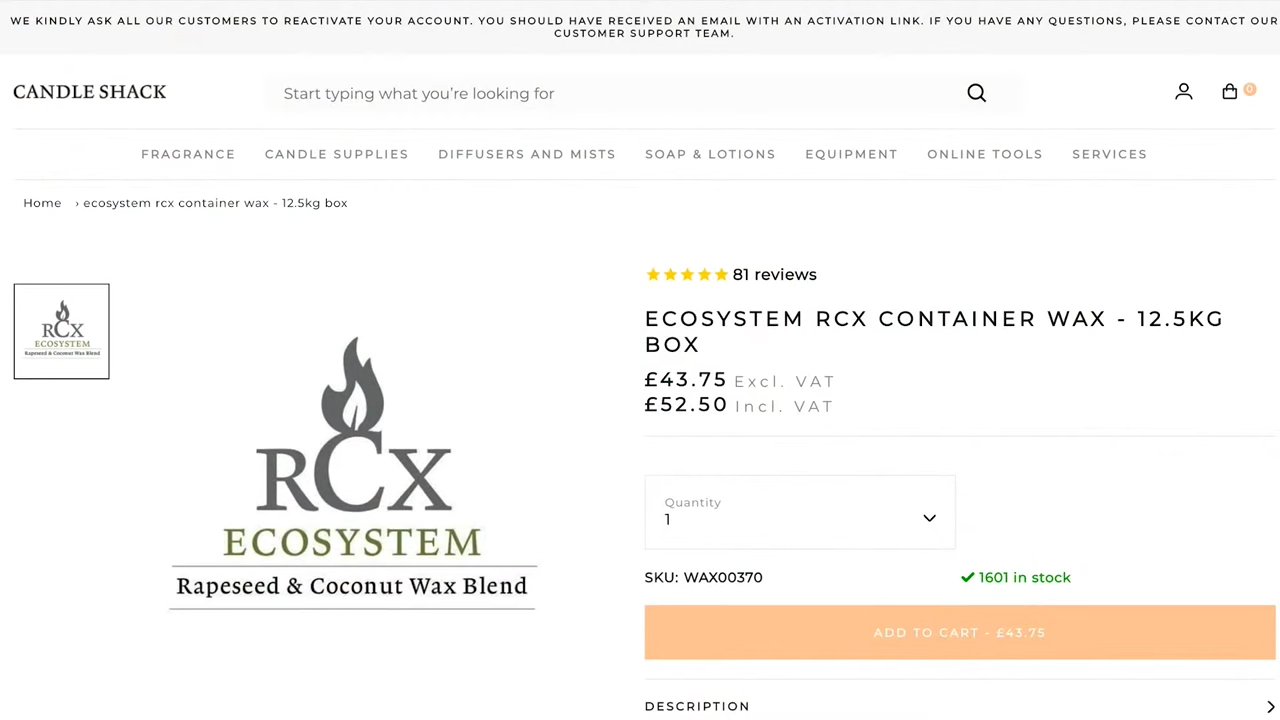 WE KINDLY ASK ALL OUR CUSTOMERS TO REACTIVATE YOUR ACCOUNT. YOU SHOULD HAVE RECEIVED AN EMAIL WITH AN ACTIVATION LINK. IF YOU HAVE ANY QUESTIONS, PLEASE CONTACT OUR
CUSTOMER SUPPORT TEAM.
CANDLE SHACK
Start typing what you're looking for
0
FRAGRANCE CANDLE SUPPLIES DIFFUSERS AND MISTS SOAP & LOTIONS EQUIPMENT ONLINE TOOLS SERVICES
Home › ecosystem rcx container wax - 12.5kg box
RCX
ECOSYSTEM
Rapeseed & Coconut Wax Blend
RCX
ECOSYSTEM
Rapeseed & Coconut Wax Blend
81 reviews
ECOSYSTEM RCX CONTAINER WAX - 12.5KG
BOX
£43.75 Excl. VAT
£52.50 Incl. VAT
Quantity
1
SKU: WAX00370
1601 in stock
ADD TO CART - £43.75
DESCRIPTION